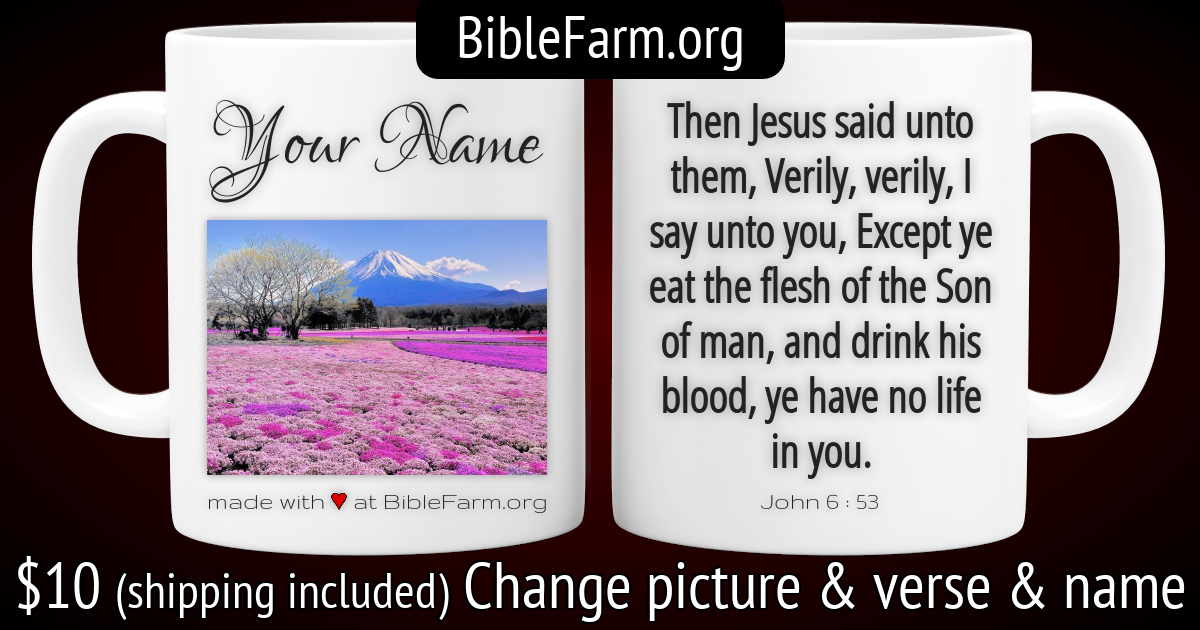 BibleFarm.org
Your Name
made with ♥ at BibleFarm.org
Then Jesus said unto
them, Verily, verily, I
say unto you, Except ye
eat the flesh of the Son
of man, and drink his
blood, ye have no life
in you.
John 6 : 53
$10 (shipping included) Change picture & verse & name